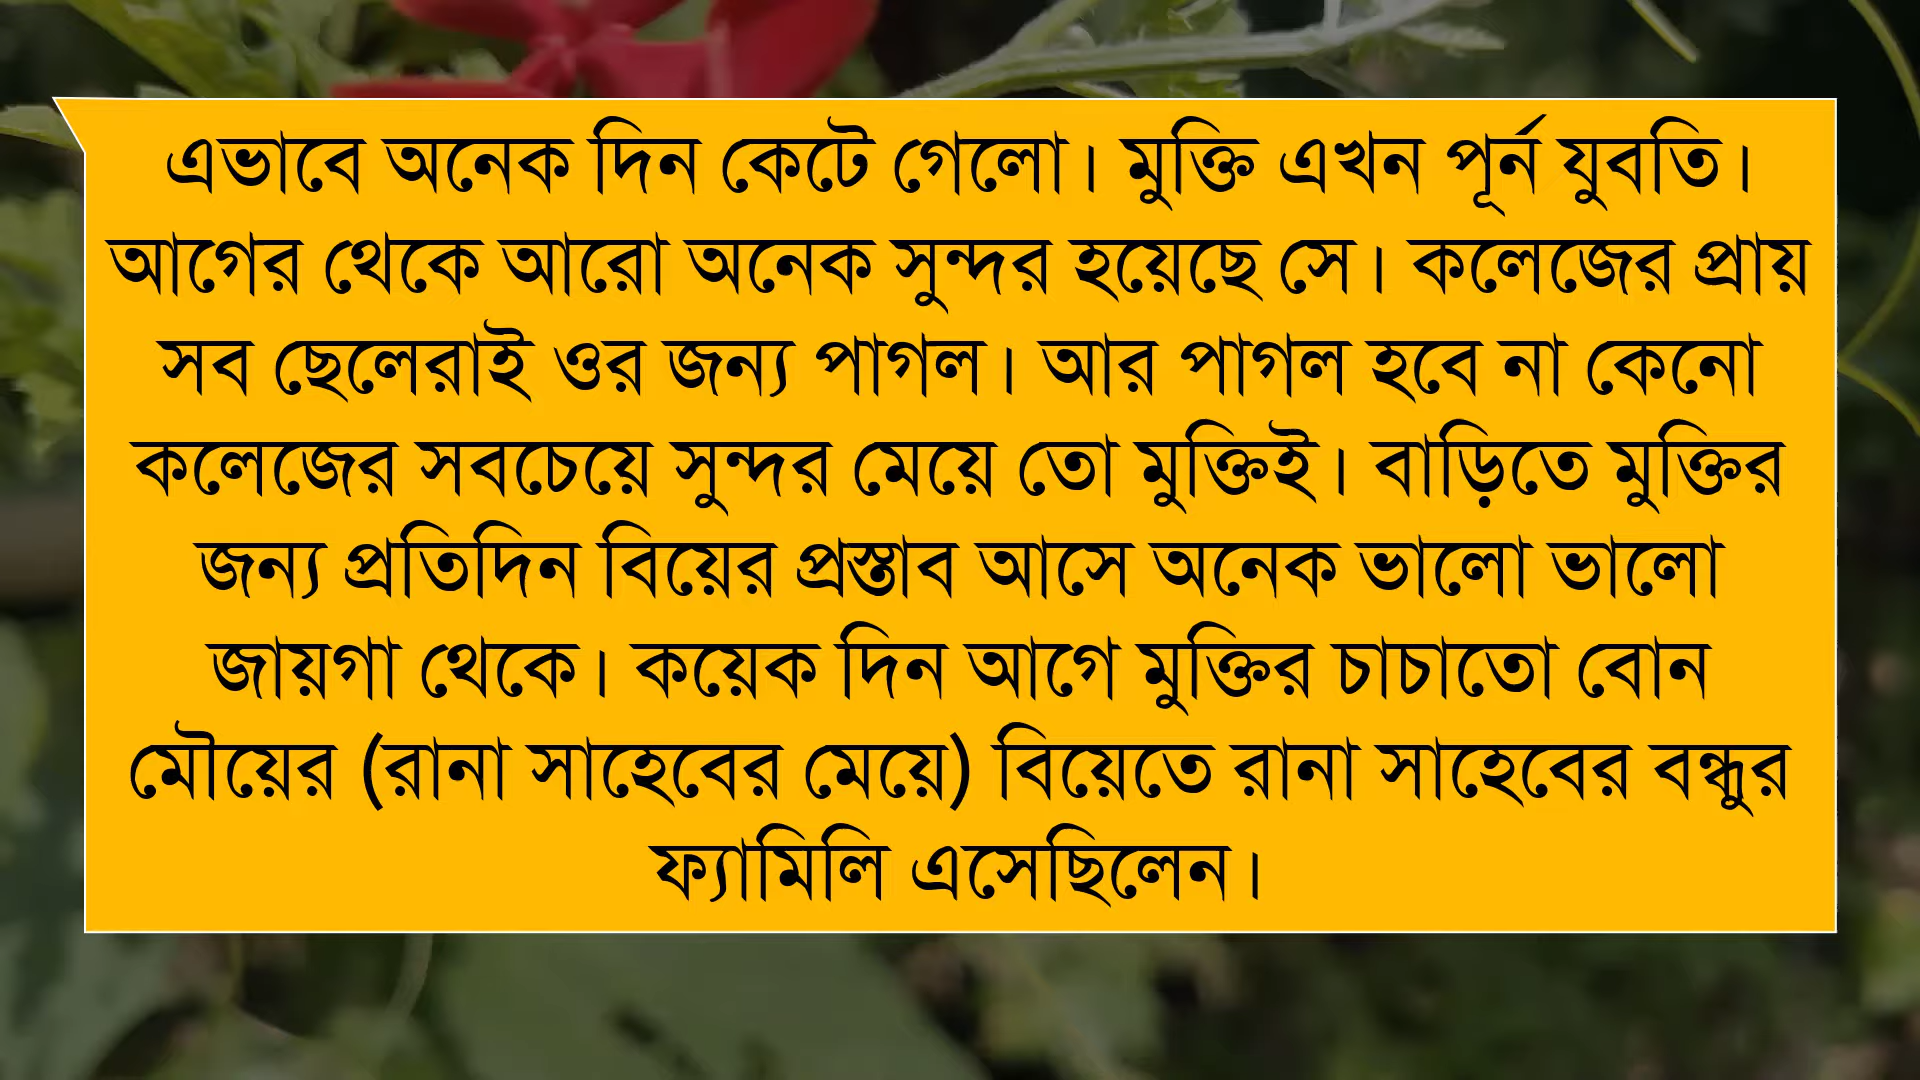 এভাবে অনেক দিন কেটে গেলো। মুক্তি এখন পূর্ন যুবতি।
আগের থেকে আরো অনেক সুন্দর হয়েছে সে। কলেজের প্রায়
সব ছেলেরাই ওর জন্য পাগল। আর পাগল হবে না কেনো
কলেজের সবচেয়ে সুন্দর মেয়ে তো মুক্তিই। বাড়িতে মুক্তির
জন্য প্রতিদিন বিয়ের প্রস্তাব আসে অনেক ভালো ভালো
জায়গা থেকে। কয়েক দিন আগে মুক্তির চাচাতো বোন
মৌয়ের (রানা সাহেবের মেয়ে) বিয়েতে রানা সাহেবের বন্ধুর
ফ্যামিলি এসেছিলেন।